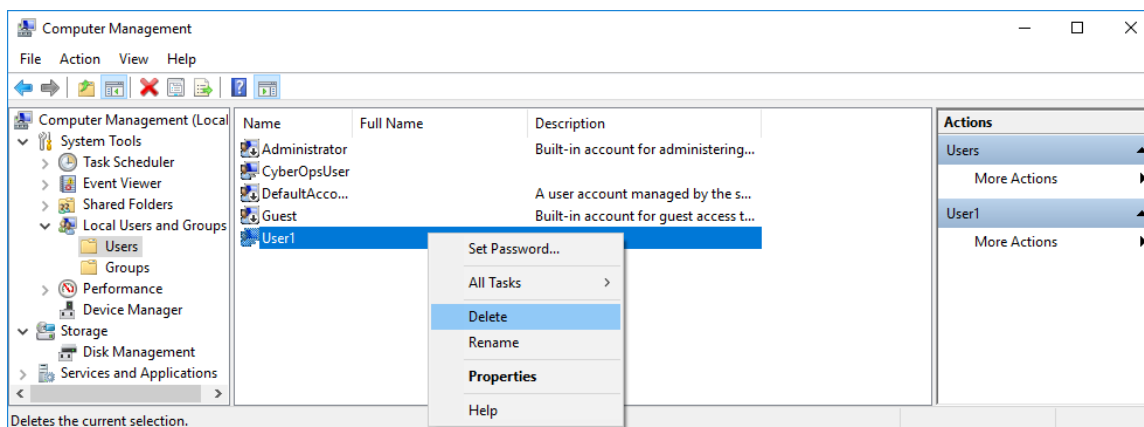 Computer Management
File Action View Help
Computer Management (Local
System Tools
Task Scheduler
Event Viewer
Shared Folders
Local Users and Groups
Users
Groups
Performance
Device Manager
Storage
Disk Management
Services and Applications
Name Full Name Description
Administrator Built-in account for administering...
CyberOpsUser
DefaultAcco... A user account managed by the s...
Guest Built-in account for guest access t...
User1
Set Password...
All Tasks
Delete
Rename
Properties
Help
Actions
Users
More Actions
User1
More Actions
Deletes the current selection.